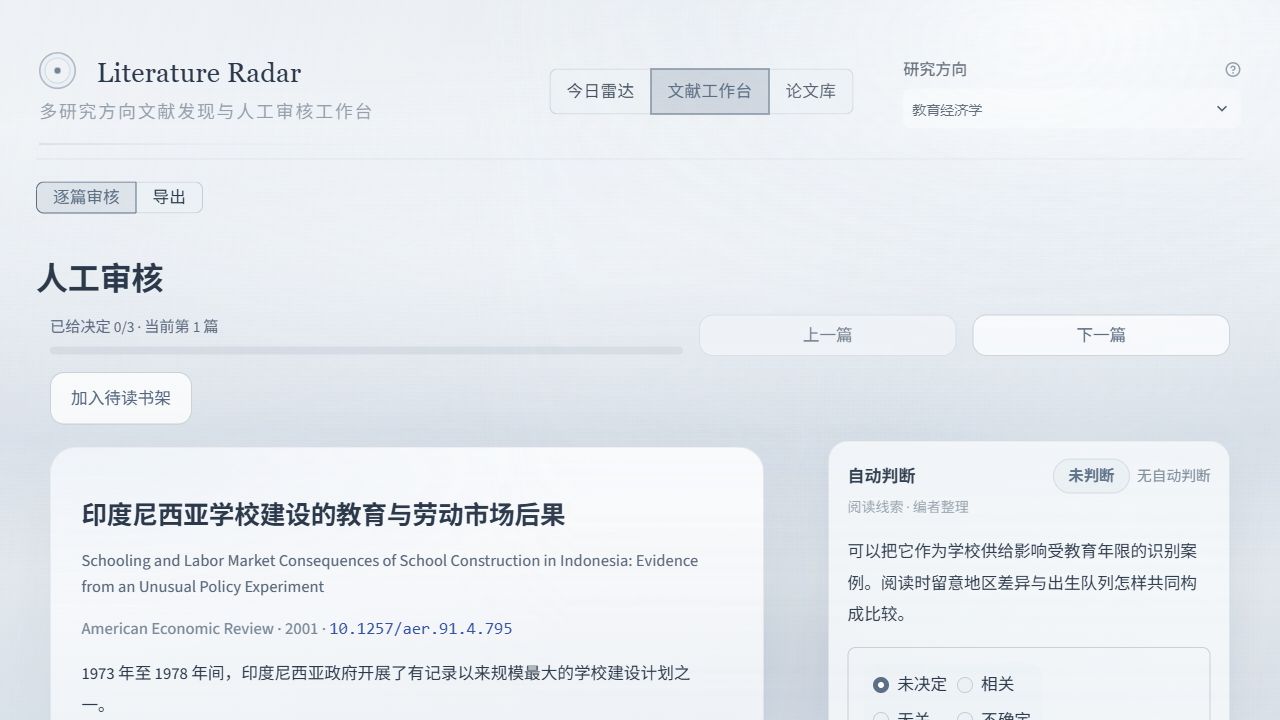 Literature Radar
多研究方向文献发现与人工审核工作台
今日雷达
文献工作台
论文库
研究方向
教育经济学
逐篇审核
导出
人工审核
已给决定 0/3 · 当前第 1 篇
上一篇
下一篇
加入待读书架
印度尼西亚学校建设的教育与劳动市场后果
Schooling and Labor Market Consequences of School Construction in Indonesia: Evidence
from an Unusual Policy Experiment
American Economic Review · 2001 · 10.1257/aer.91.4.795
1973 年至 1978 年间，印度尼西亚政府开展了有记录以来规模最大的学校建设计划之
一。
自动判断
未判断
无自动判断
阅读线索 · 编者整理
可以把它作为学校供给影响受教育年限的识别案
例。阅读时留意地区差异与出生队列怎样共同构
成比较。
未决定
相关
无关
不确定